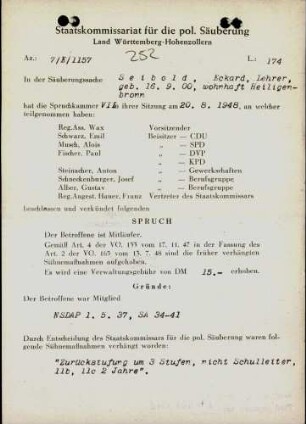 Staatskommissariat für die pol. Säuberung
Land Württemberg-Hohenzollern
Az.: 7/E/1157 252 L: 174
In der Säuberungssache Seibold, Eckard, Lehrer,
geb. 16. 9. 00, wohnhaft Heiligen-
bronn
hat die Spruchkammer VII in ihrer Sitzung am 20. 8. 1948, an welcher
teilgenommen haben:
Reg.Ass. Wax Vorsitzender
Schwarz, Emil Beisitzer — CDU
Musch, Alois — SPD
Fischer, Paul — DVP
— KPD
Steinacher, Anton — Gewerkschaften
Schneckenburger, Josef — Berufsgruppe
Alber, Gustav — Berufsgruppe
Reg.Angest. Hauer, Franz Vertreter des Staatskommissars
beschlossen und verkündet folgenden
SPRUCH
Der Betroffene ist Mitläufer.
Gemäß Art. 4 der VO. 133 vom 17. 11. 47 in der Fassung des
Art. 2 der VO. 165 vom 13. 7. 48 sind die früher verhängten
Sühnemaßnahmen aufgehoben.
Es wird eine Verwaltungsgebühr von DM 15.- erhoben.
Gründe:
Der Betroffene war Mitglied
NSDAP 1. 5. 37, SA 34-41
Durch Entscheidung des Staatskommissars für die pol. Säuberung waren folgende
Sühnemaßnahmen verhängt worden:
"Zurückstufung um 3 Stufen, nicht Schulleiter,
11b, 11c 2 Jahre".